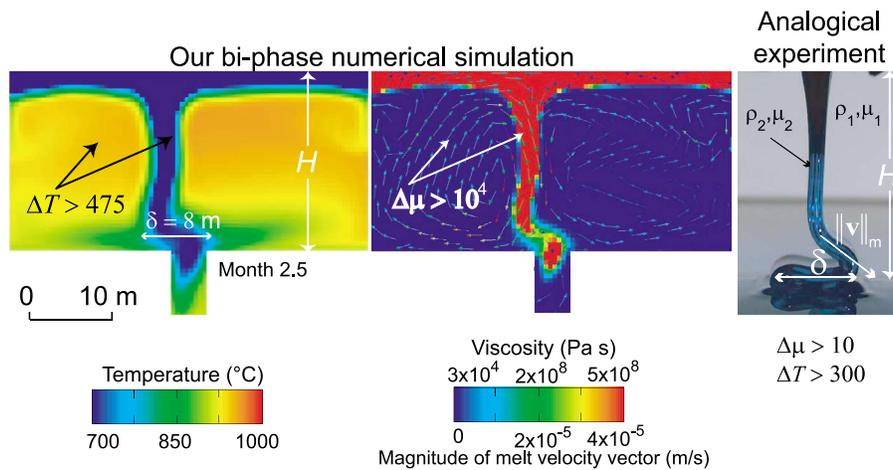 Our bi-phase numerical simulation
Analogical
experiment
ΔT > 475
δ = 8 m
H
Month 2.5
0 10 m
Δμ > 10⁴
ρ₂,μ₂
ρ₁,μ₁
H
‖v‖ₘ
δ
Temperature (°C)
700 850 1000
Viscosity (Pa s)
3x10⁴ 2x10⁸ 5x10⁸
0 2x10⁻⁵ 4x10⁻⁵
Magnitude of melt velocity vector (m/s)
Δμ > 10
ΔT > 300